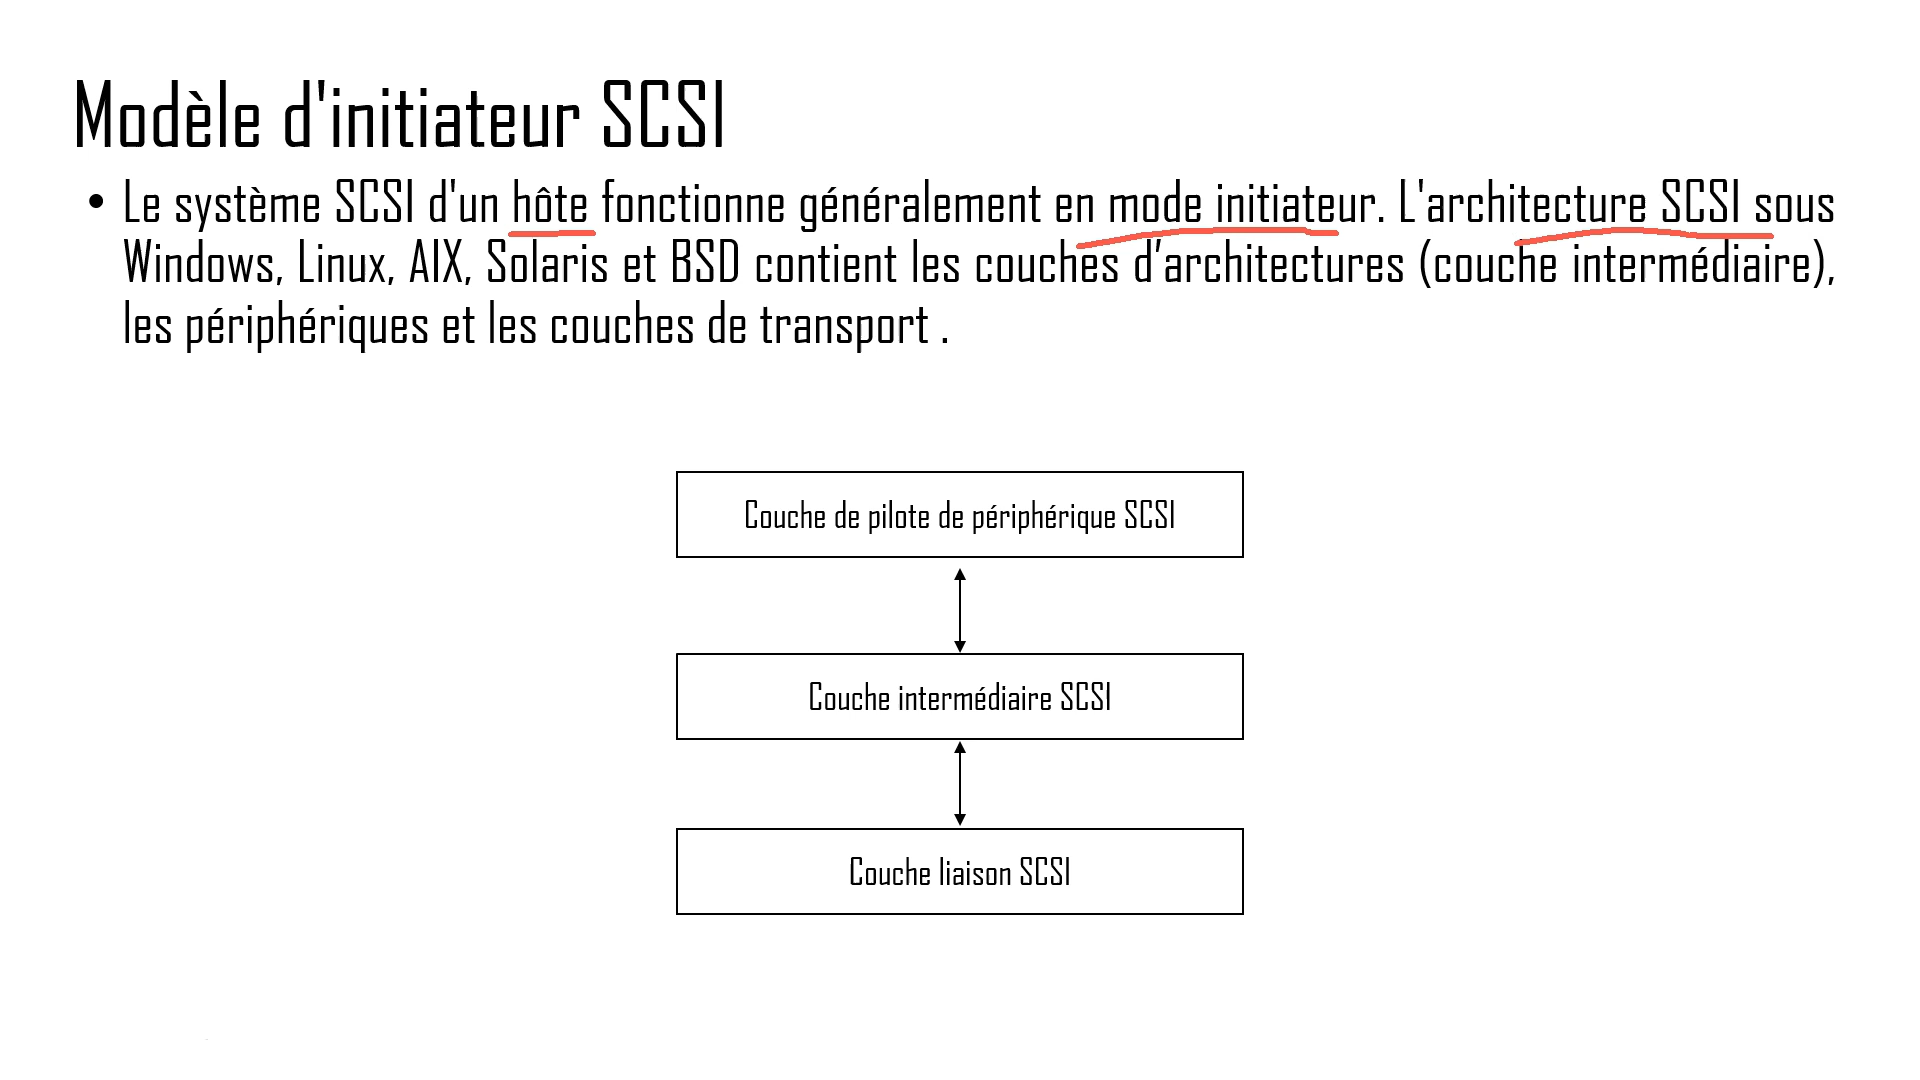 Modèle d'initiateur SCSI
• Le système SCSI d'un hôte fonctionne généralement en mode initiateur. L'architecture SCSI sous
Windows, Linux, AIX, Solaris et BSD contient les couches d’architectures (couche intermédiaire),
les périphériques et les couches de transport .
Couche de pilote de périphérique SCSI
Couche intermédiaire SCSI
Couche liaison SCSI